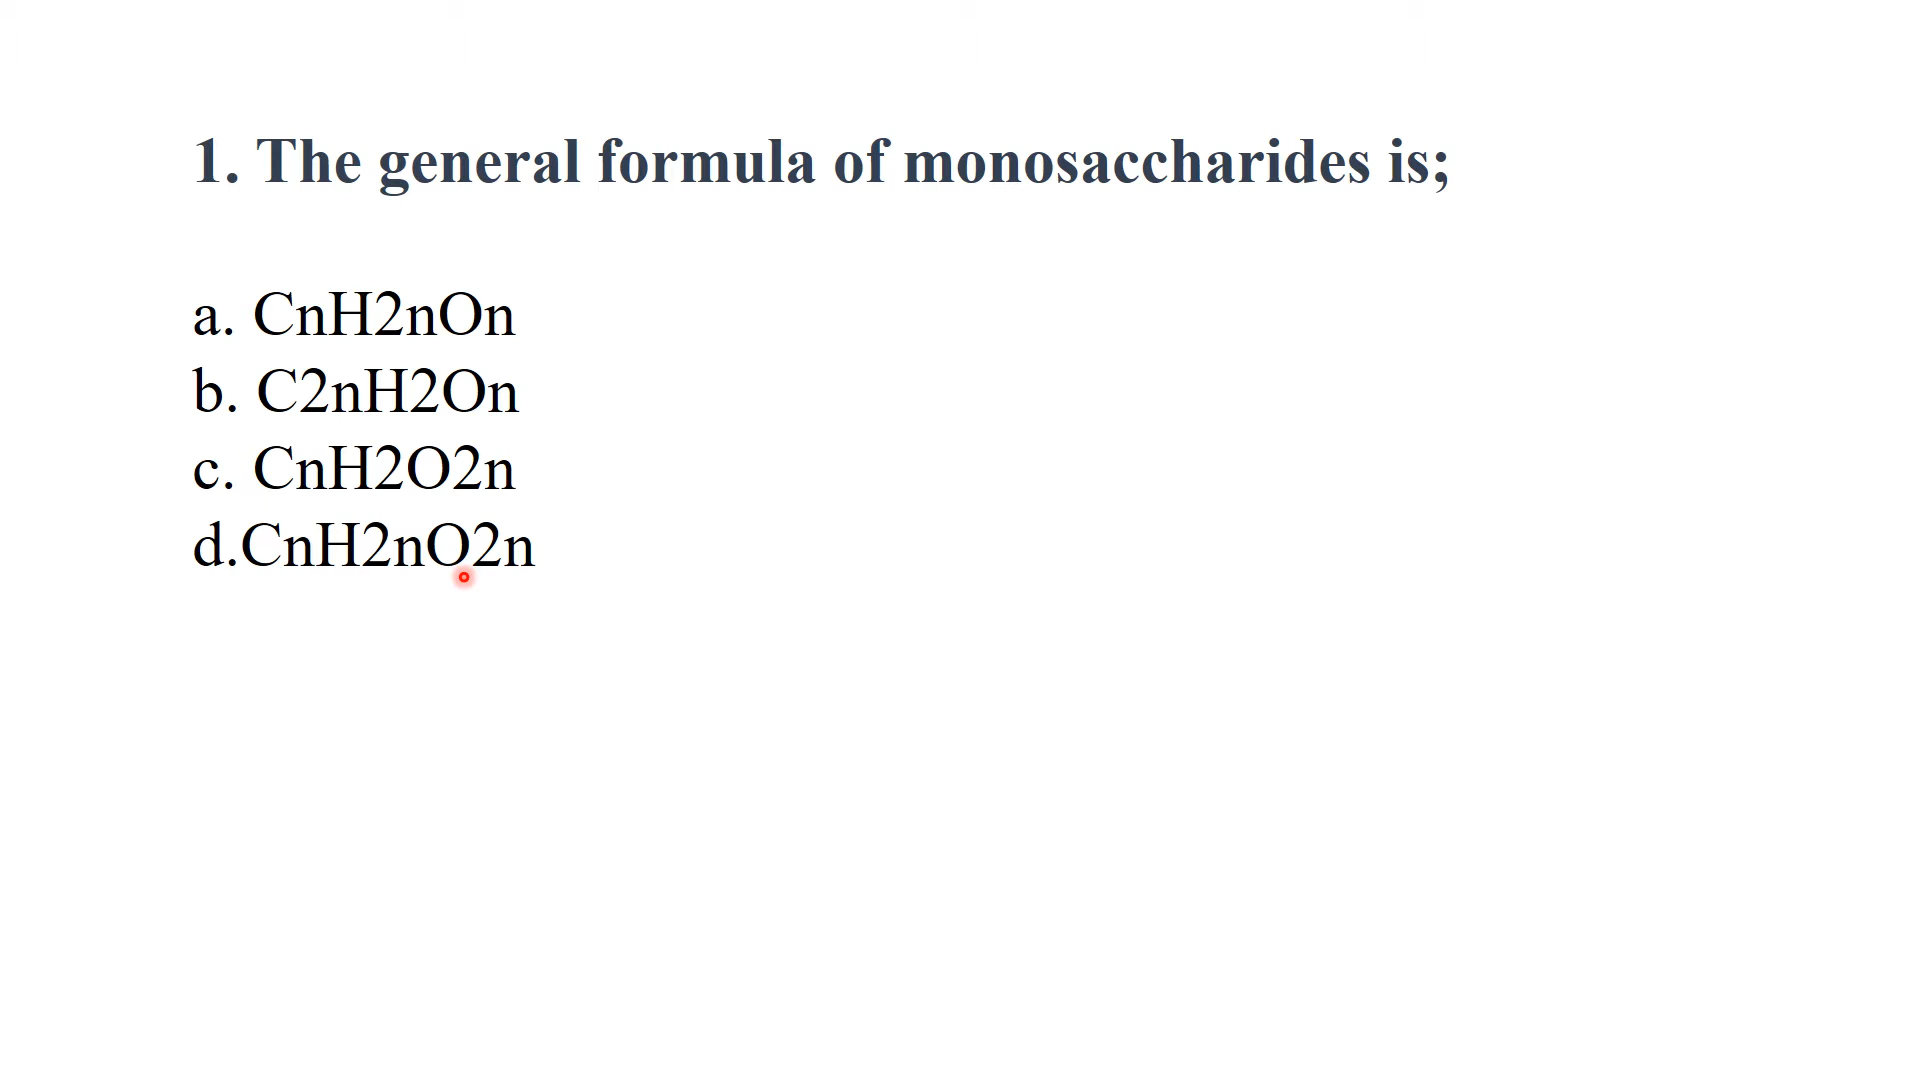 1. The general formula of monosaccharides is;
a. CnH2nOn
b. C2nH2On
c. CnH2O2n
d.CnH2nO2n